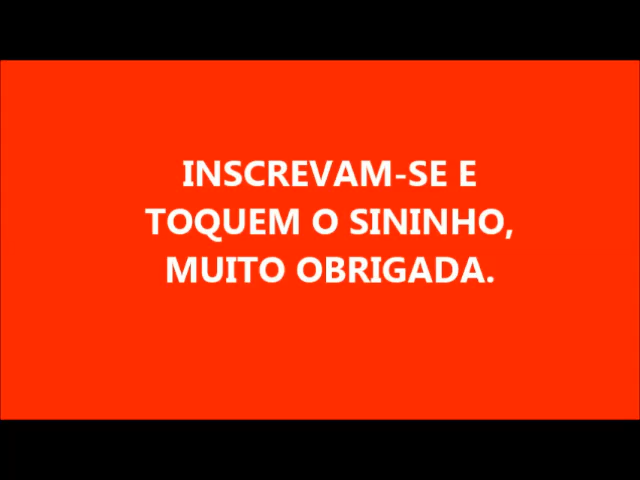 INSCREVAM-SE E
TOQUEM O SININHO,
MUITO OBRIGADA.